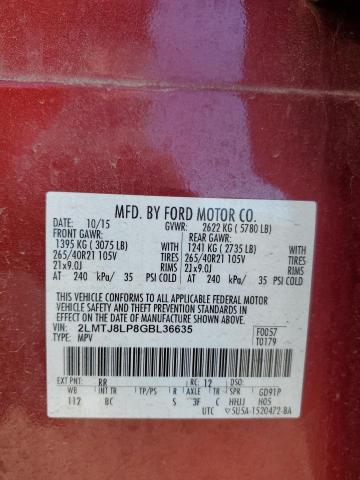 MFD. BY FORD MOTOR CO.
DATE: 10/15 GVWR: 2622 KG ( 5780 LB)
FRONT GAWR: REAR GAWR:
1395 KG ( 3075 LB) 1241 KG ( 2735 LB)
265/40R21 105V TIRES 265/40R21 105V TIRES
21x9.0J RIMS 21x9.0J RIMS
AT 240 kPa/ 35 PSI COLD AT 240 kPa/ 35 PSI COLD
THIS VEHICLE CONFORMS TO ALL APPLICABLE FEDERAL MOTOR VEHICLE
SAFETY AND THEFT PREVENTION STANDARDS IN
EFFECT ON THE DATE OF MANUFACTURE SHOWN ABOVE.
VIN: 2LMTJ8LP8GBL36635 F0057
TYPE: MPV T0179
EXT PNT: RR RC: 12 DSO:
WB INT TR TP/PS R AXLE TR SPR GD91P
112 BC S 3F C HHJJ H05
UTC ▽5U5A-1520472-BA